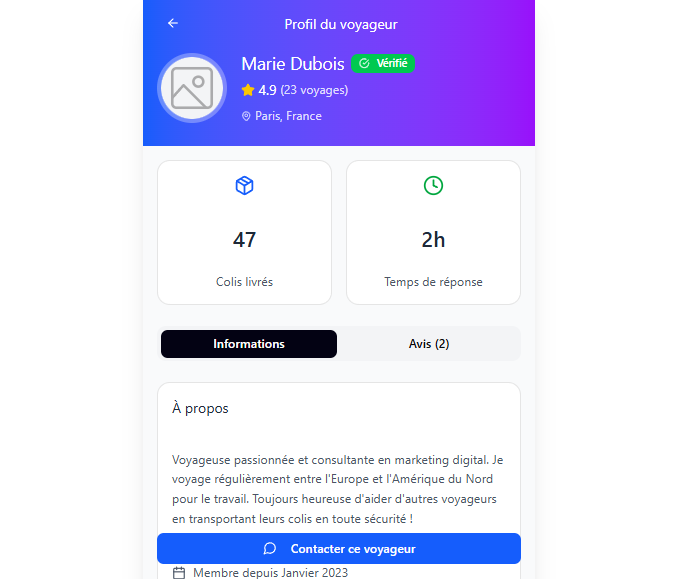 Profil du voyageur
Marie Dubois
Vérifié
4.9 (23 voyages)
Paris, France
47
Colis livrés
2h
Temps de réponse
Informations
Avis (2)
À propos
Voyageuse passionnée et consultante en marketing digital. Je
voyage régulièrement entre l'Europe et l'Amérique du Nord
pour le travail. Toujours heureuse d'aider d'autres voyageurs
en transportant leurs colis en toute sécurité !
Contacter ce voyageur
Membre depuis Janvier 2023